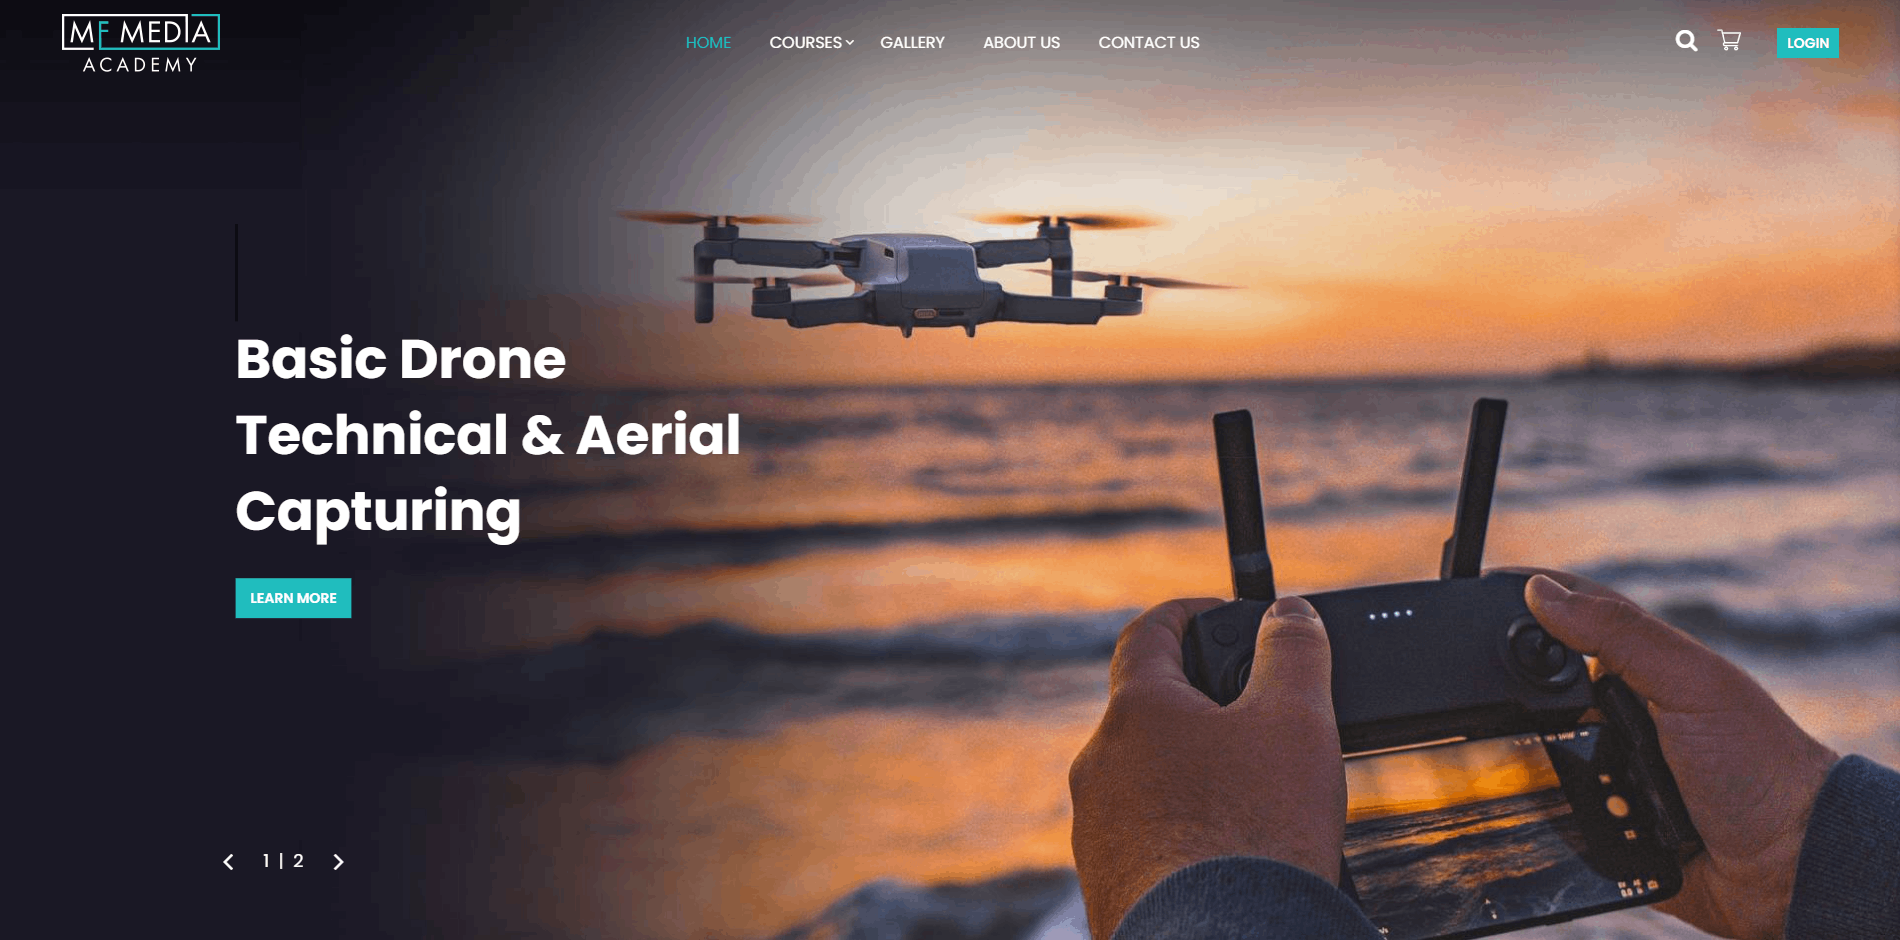 MF MEDIA
ACADEMY
HOME
COURSES
GALLERY
ABOUT US
CONTACT US
LOGIN
Basic Drone
Technical & Aerial
Capturing
LEARN MORE
1 | 2